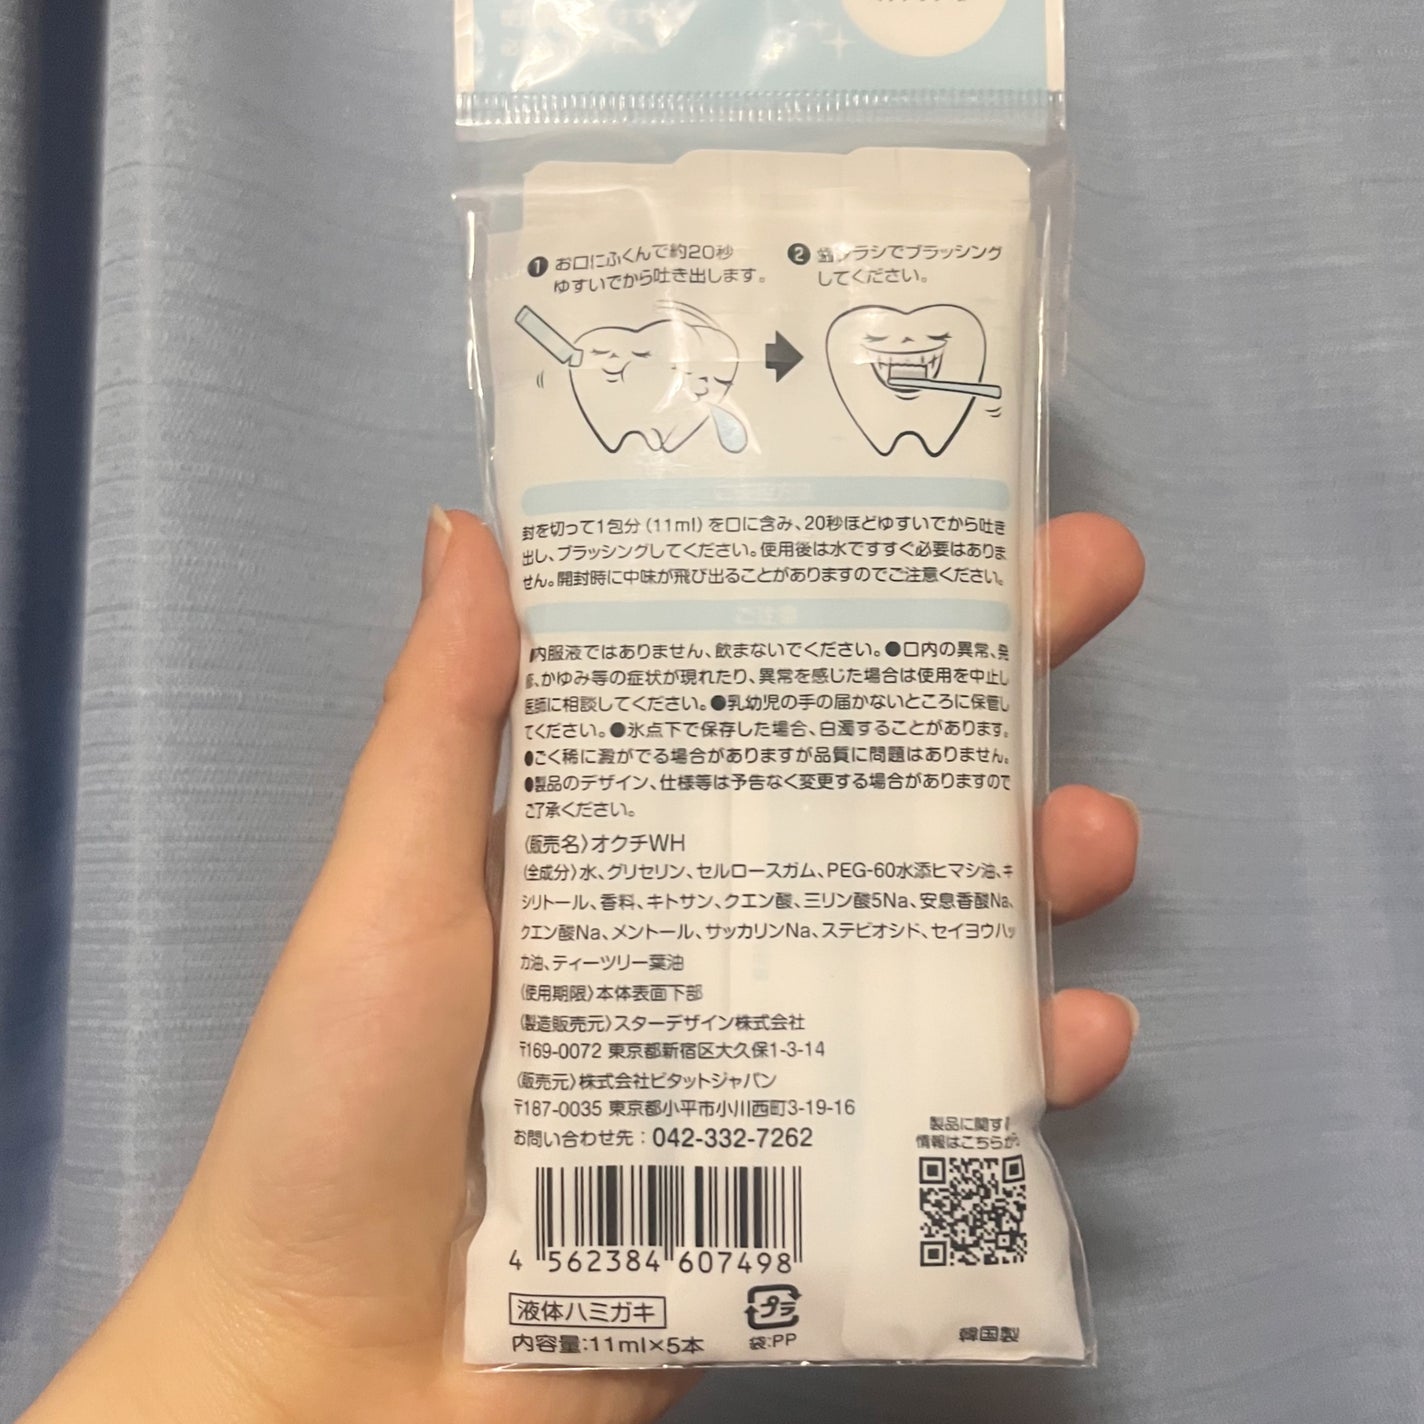 ❶ お口にふくんで約20秒
ゆすいでから吐き出します。
❷ 歯ブラシでブラッシング
してください。
ご使用方法
封を切って1包分(11ml)を口に含み、20秒ほどゆすいでから吐き
出し、ブラッシングしてください。使用後は水ですすぐ必要はありま
せん。開封時に中味が飛び出ることがありますのでご注意ください。
ご注意
内服液ではありません、飲まないでください。●口内の異常、発
疹、かゆみ等の症状が現れたり、異常を感じた場合は使用を中止し
医師に相談してください。●乳幼児の手の届かないところに保管し
てください。●氷点下で保存した場合、白濁することがあります。
●ごく稀に澱がでる場合がありますが品質に問題はありません。
●製品のデザイン、仕様等は予告なく変更する場合がありますので
ご了承ください。
〈販売名〉オクチWH
〈全成分〉水、グリセリン、セルロースガム、PEG-60水添ヒマシ油、キ
シリトール、香料、キトサン、クエン酸、三リン酸5Na、安息香酸Na、
クエン酸Na、メントール、サッカリンNa、ステビオシド、セイヨウハッ
カ油、ティーツリー葉油
〈使用期限〉本体表面下部
〈製造販売元〉スターデザイン株式会社
〒169-0072 東京都新宿区大久保1-3-14
〈販売元〉株式会社ビタットジャパン
〒187-0035 東京都小平市小川西町3-19-16
お問い合わせ先：042-332-7262
製品に関する
情報はこちらから
4 562384 607498
液体ハミガキ
内容量:11ml×5本
プラ
袋:PP
韓国製